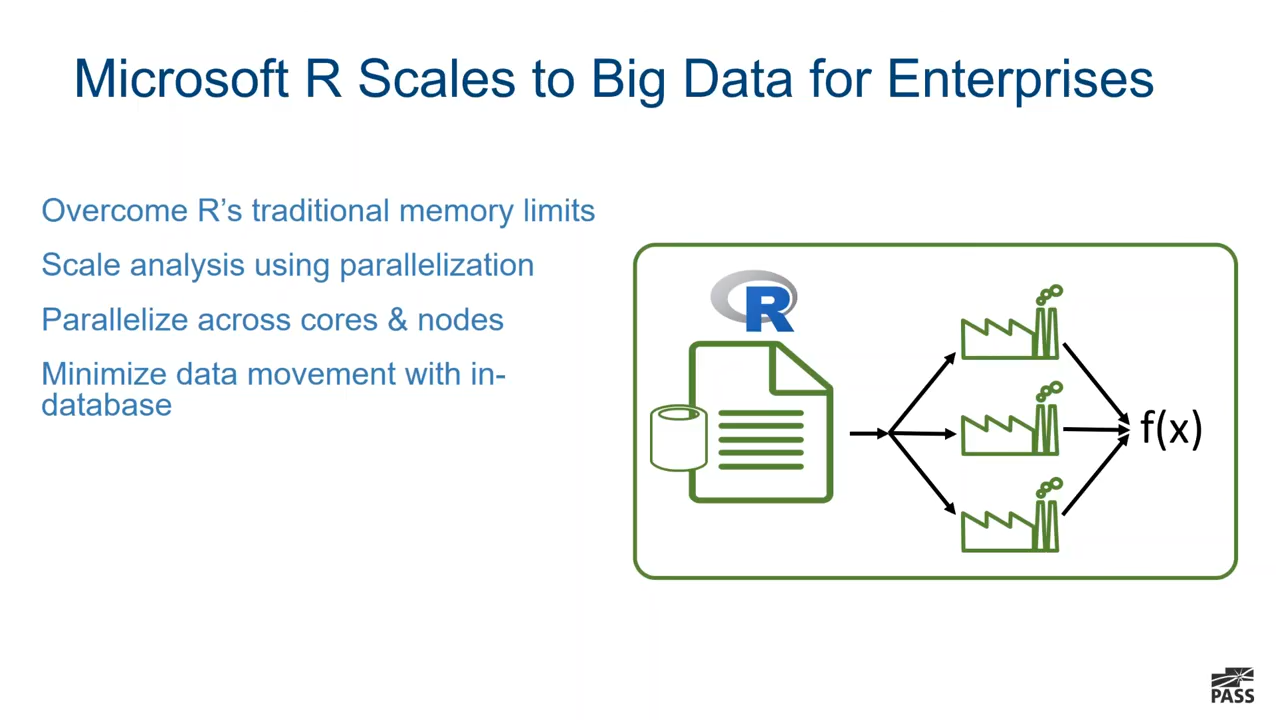 Microsoft R Scales to Big Data for Enterprises
Overcome R’s traditional memory limits
Scale analysis using parallelization
Parallelize across cores & nodes
Minimize data movement with in-
database
R
f(x)
PASS